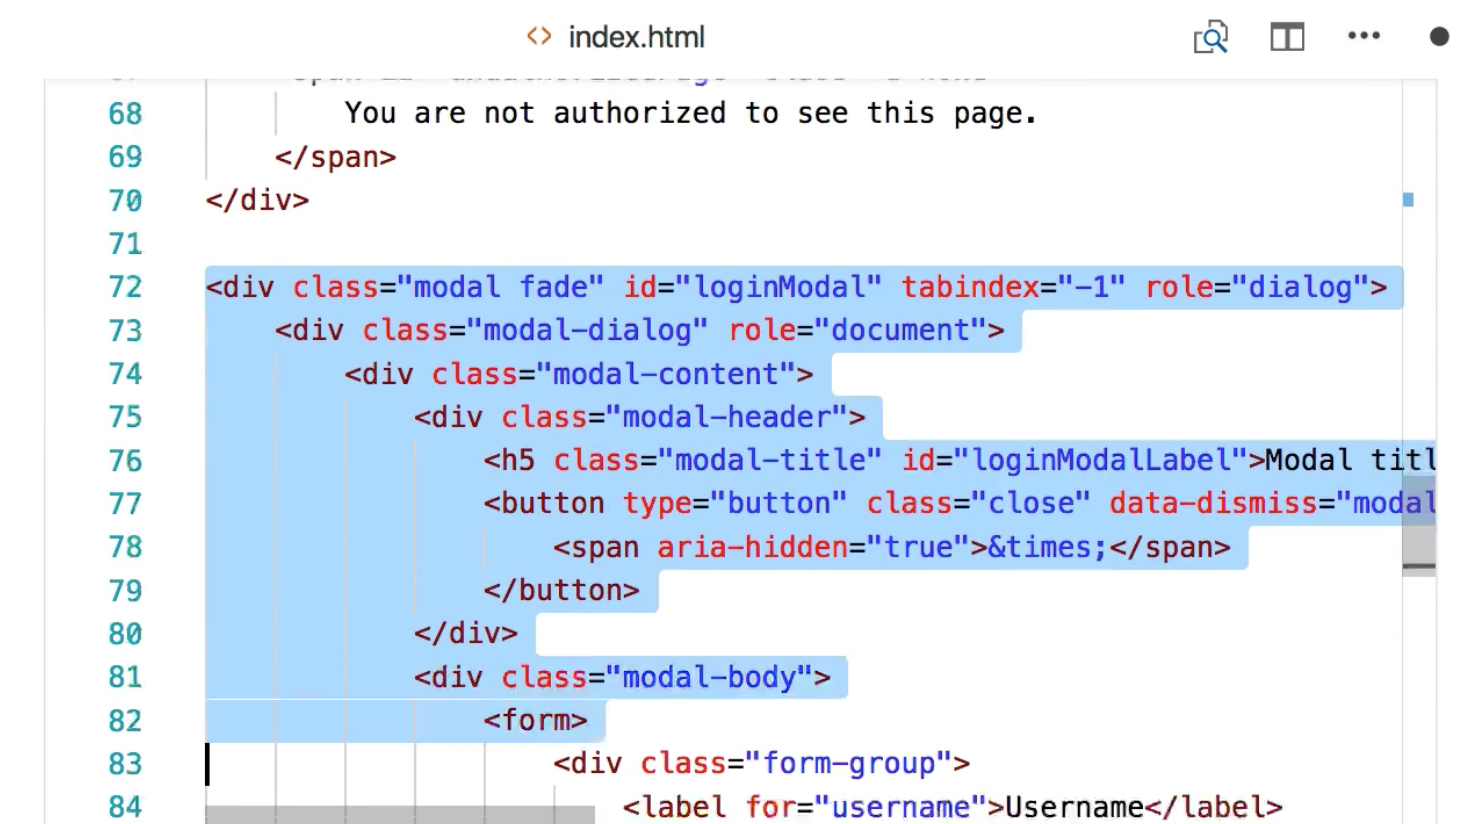 <> index.html
68 You are not authorized to see this page.
69 </span>
70 </div>
71
72 <div class="modal fade" id="loginModal" tabindex="-1" role="dialog">
73 <div class="modal-dialog" role="document">
74 <div class="modal-content">
75 <div class="modal-header">
76 <h5 class="modal-title" id="loginModalLabel">Modal titl
77 <button type="button" class="close" data-dismiss="modal
78 <span aria-hidden="true">&times;</span>
79 </button>
80 </div>
81 <div class="modal-body">
82 <form>
83 <div class="form-group">
84 <label for="username">Username</label>